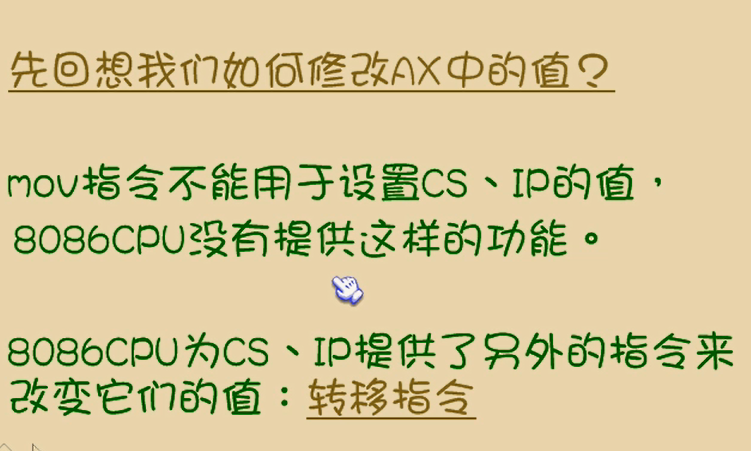 先回想我们如何修改AX中的值？
mov指令不能用于设置CS、IP的值，
8086CPU没有提供这样的功能。
8086CPU为CS、IP提供了另外的指令来
改变它们的值：转移指令